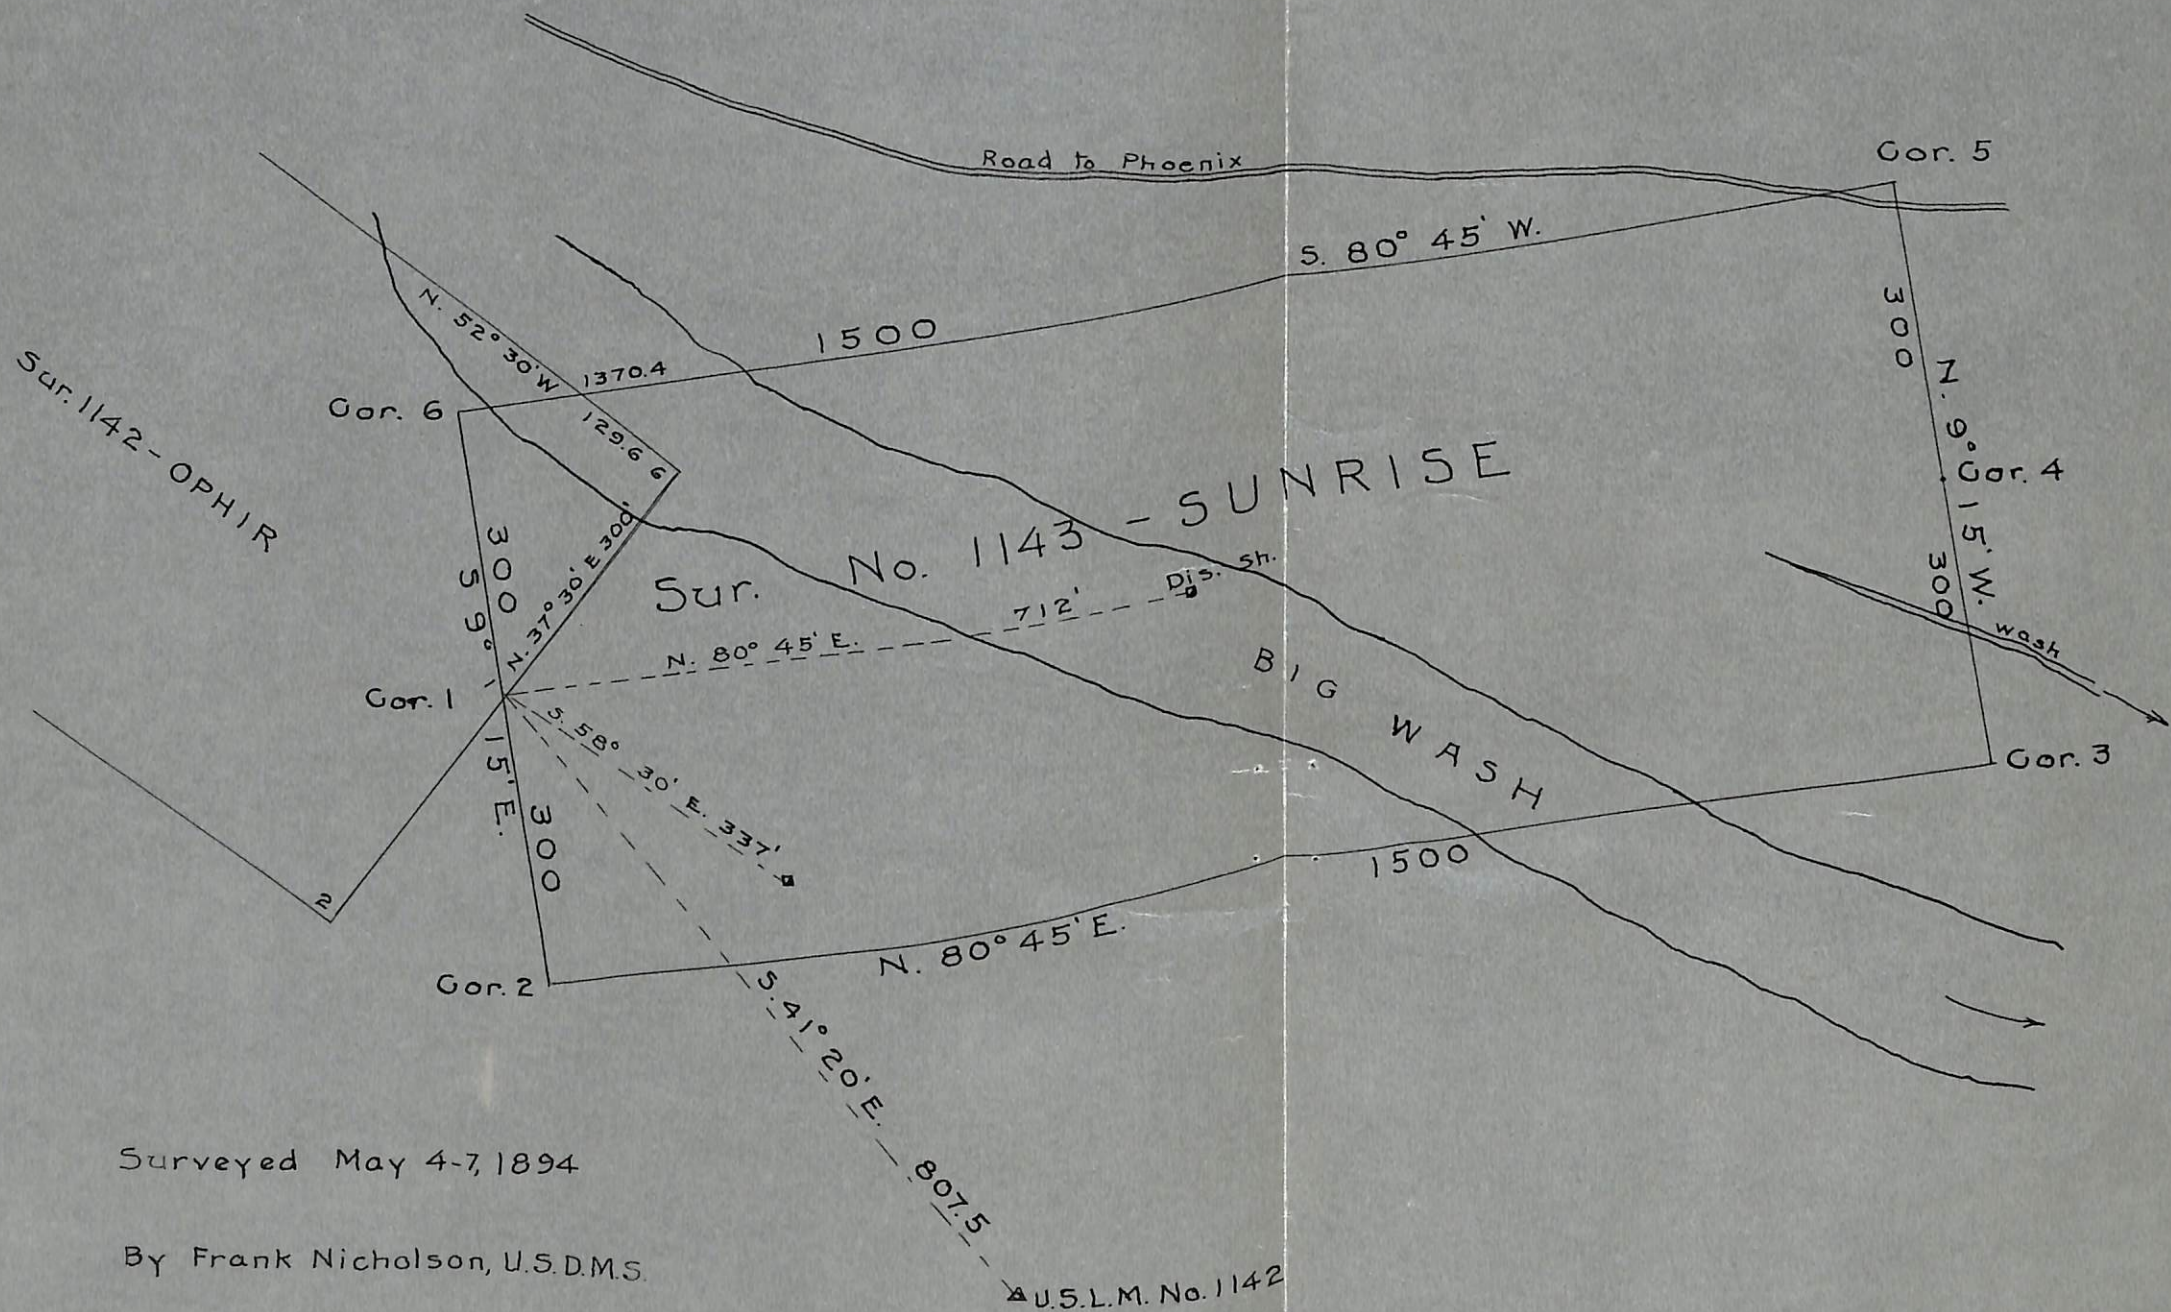 Road to Phoenix
Cor. 5
S. 80° 45' W.
1500
300
N. 52° 30' W
1370.4
Sur. 1142 - OPHIR
Cor. 6
129.6
6
N. 9° 15' W.
Cor. 4
Sur. No. 1143 - SUNRISE
300
S 9° 15' E.
N. 37° 30' E 300'
Dis. Sh.
712'
N. 80° 45' E.
300
wash
BIG WASH
Cor. 1
S. 58° 30' E. 337'
Cor. 3
300
1500
2
N. 80° 45' E.
Cor. 2
S. 41° 20' E. 807.5
Surveyed May 4-7, 1894
By Frank Nicholson, U.S.D.M.S.
U.S.L.M. No. 1142